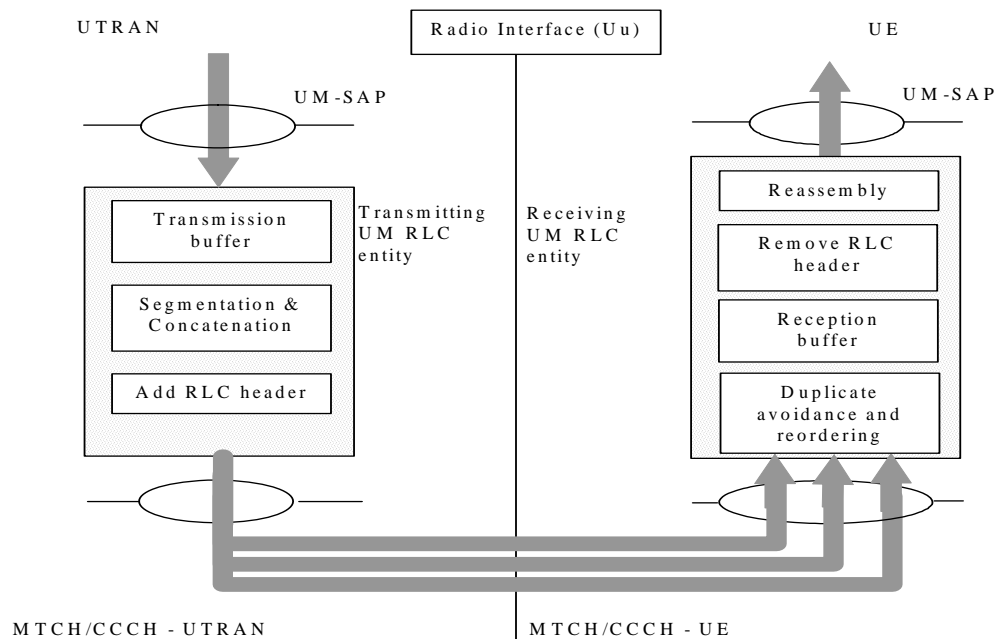 UTRAN
Radio Interface (Uu)
UE
UM-SAP
UM-SAP
Transmission
buffer
Segmentation &
Concatenation
Add RLC header
Transmitting
UM RLC
entity
Receiving
UM RLC
entity
Reassembly
Remove RLC
header
Reception
buffer
Duplicate
avoidance and
reordering
MTCH/CCCH - UTRAN
MTCH/CCCH - UE